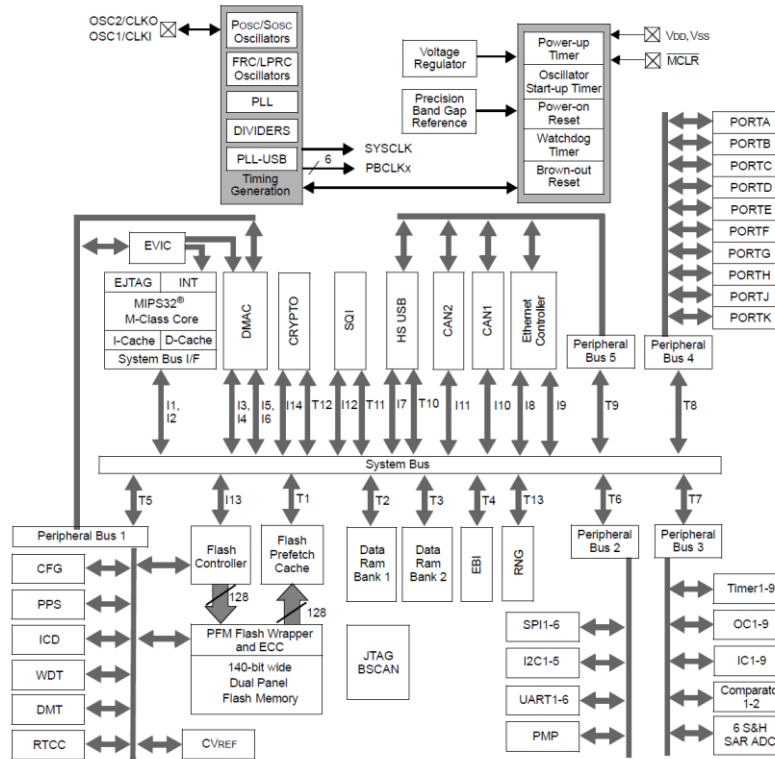 OSC2/CLKO
OSC1/CLKI
POSC/SOSC
Oscillators
FRC/LPRC
Oscillators
PLL
DIVIDERS
PLL-USB
Timing
Generation
6
SYSCLK
PBCLKx
Voltage
Regulator
Precision
Band Gap
Reference
Power-up
Timer
Oscillator
Start-up Timer
Power-on
Reset
Watchdog
Timer
Brown-out
Reset
VDD, VSS
MCLR
PORTA
PORTB
PORTC
PORTD
PORTE
PORTF
PORTG
PORTH
PORTJ
PORTK
EVIC
EJTAG INT
MIPS32®
M-Class Core
I-Cache D-Cache
System Bus I/F
DMAC
CRYPTO
SQI
HS USB
CAN2
CAN1
Ethernet
Controller
Peripheral
Bus 5
Peripheral
Bus 4
I1,
I2
I3,
I4
I5,
I6
I14
T12
I12
T11
I7
T10
I11
I10
I8
I9
T9
T8
System Bus
T5
I13
T1
T2
T3
T4
T13
T6
T7
Peripheral Bus 1
Flash
Controller
Flash
Prefetch
Cache
Data
Ram
Bank 1
Data
Ram
Bank 2
EBI
RNG
Peripheral
Bus 2
Peripheral
Bus 3
CFG
PPS
ICD
WDT
DMT
RTCC
128
128
PFM Flash Wrapper
and ECC
140-bit wide
Dual Panel
Flash Memory
CVREF
JTAG
BSCAN
SPI1-6
I2C1-5
UART1-6
PMP
Timer1-9
OC1-9
IC1-9
Comparato
1-2
6 S&H
SAR ADC